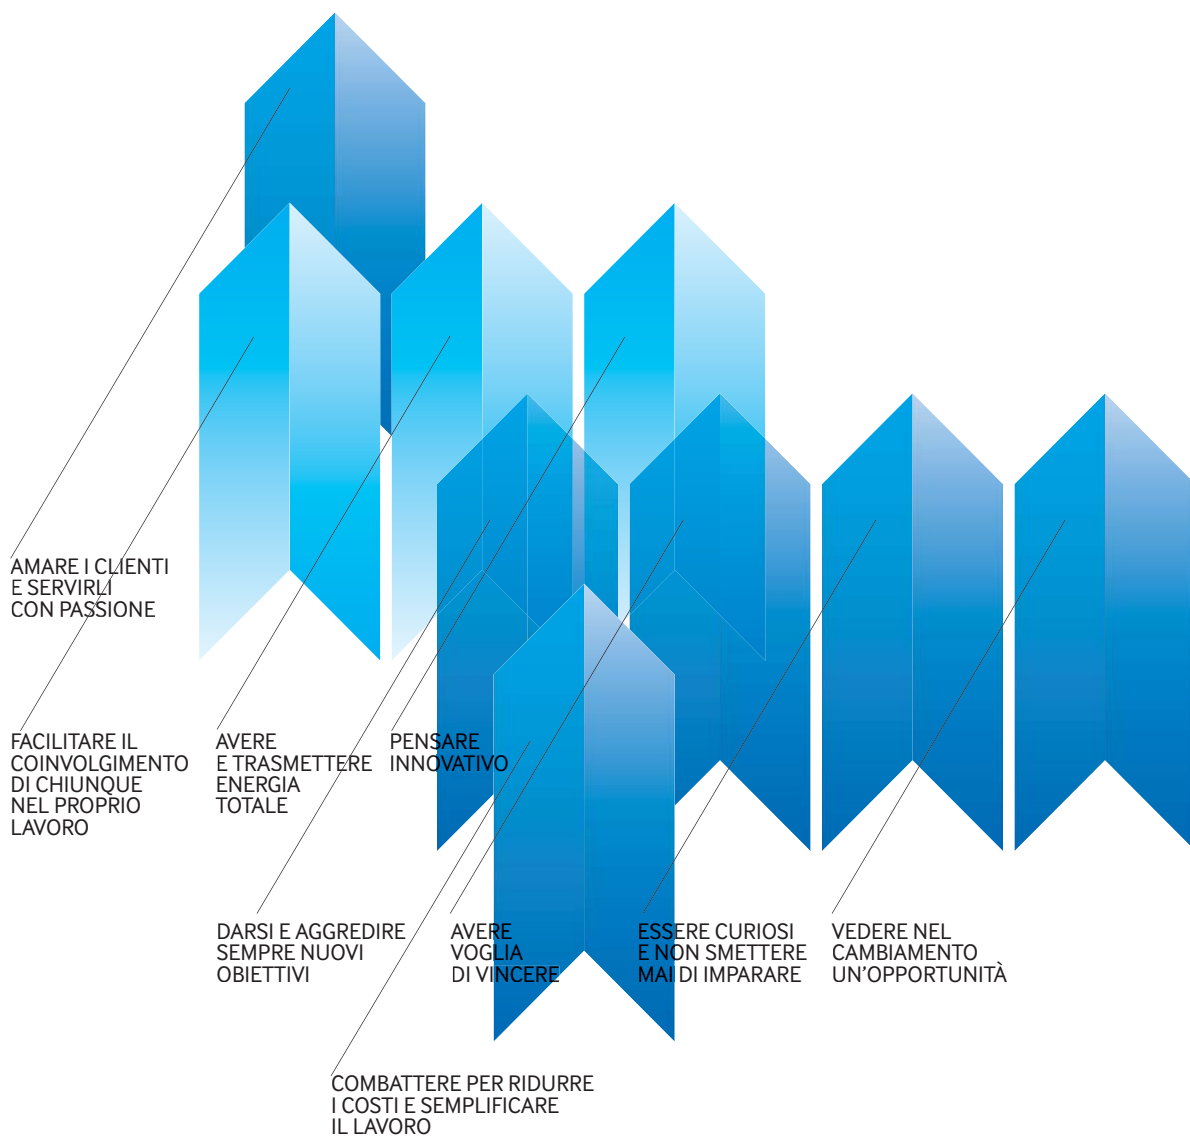 AMARE I CLIENTI
E SERVIRLI
CON PASSIONE
FACILITARE IL
COINVOLGIMENTO
DI CHIUNQUE
NEL PROPRIO
LAVORO
AVERE
E TRASMETTERE
ENERGIA
TOTALE
PENSARE
INNOVATIVO
DARSI E AGGREDIRE
SEMPRE NUOVI
OBIETTIVI
AVERE
VOGLIA
DI VINCERE
ESSERE CURIOSI
E NON SMETTERE
MAI DI IMPARARE
VEDERE NEL
CAMBIAMENTO
UN'OPPORTUNITÀ
COMBATTERE PER RIDURRE
I COSTI E SEMPLIFICARE
IL LAVORO